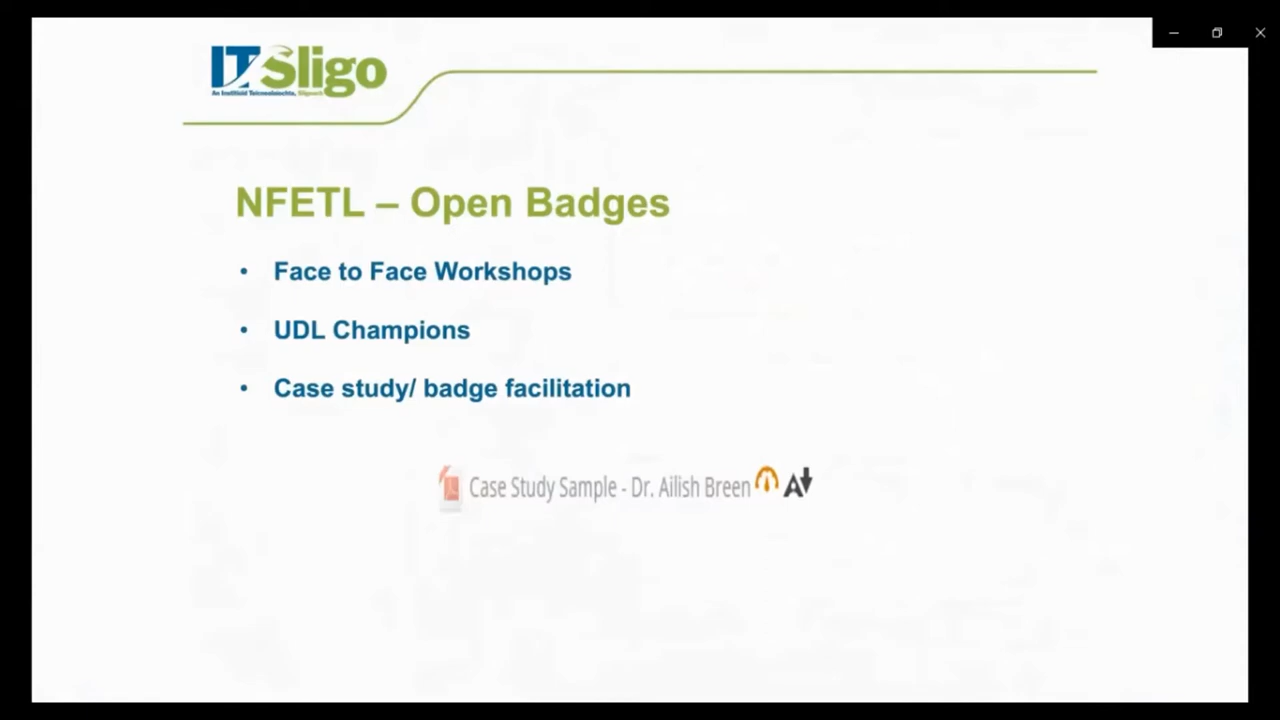 IT Sligo
An Institiúid Teicneolaíochta, Sligeach
NFETL – Open Badges
• Face to Face Workshops
• UDL Champions
• Case study/ badge facilitation
Case Study Sample - Dr. Ailish Breen